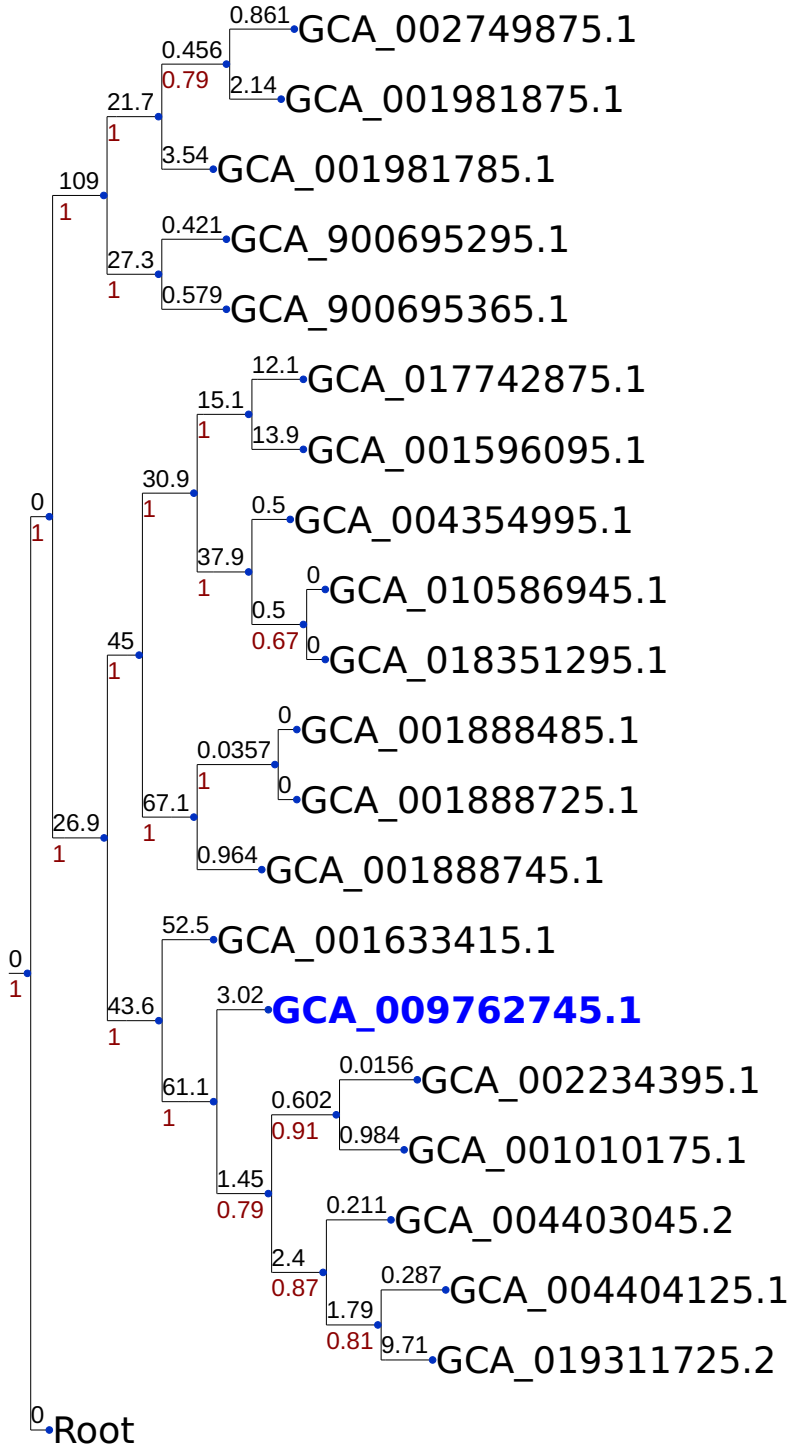 0.861
GCA_002749875.1
0.456
0.79
2.14
GCA_001981875.1
21.7
1
3.54
GCA_001981785.1
109
1
0.421
GCA_900695295.1
27.3
1
0.579
GCA_900695365.1
12.1
GCA_017742875.1
15.1
1
13.9
GCA_001596095.1
30.9
1
0.5
GCA_004354995.1
0
1
37.9
1
0
GCA_010586945.1
0.5
0.67
0
GCA_018351295.1
45
1
0
GCA_001888485.1
0.0357
1
0
GCA_001888725.1
67.1
1
26.9
1
0.964
GCA_001888745.1
52.5
GCA_001633415.1
0
1
43.6
1
3.02
GCA_009762745.1
0.0156
GCA_002234395.1
61.1
1
0.602
0.91
0.984
GCA_001010175.1
1.45
0.79
0.211
GCA_004403045.2
2.4
0.87
0.287
GCA_004404125.1
1.79
0.81
9.71
GCA_019311725.2
0
Root